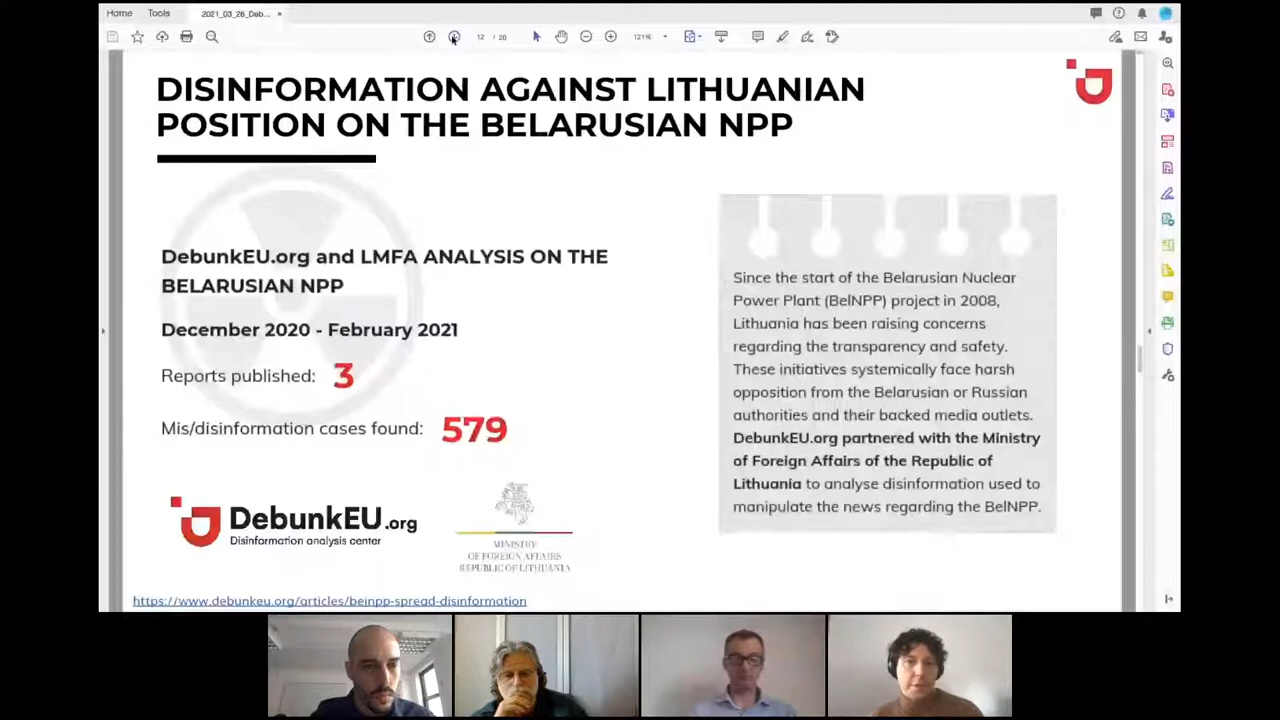 Home Tools 2021_03_26_Deb... ×
12 / 20 121%
DISINFORMATION AGAINST LITHUANIAN
POSITION ON THE BELARUSIAN NPP
DebunkEU.org and LMFA ANALYSIS ON THE
BELARUSIAN NPP
December 2020 - February 2021
Reports published: 3
Mis/disinformation cases found: 579
DebunkEU.org
Disinformation analysis center
MINISTRY
OF FOREIGN AFFAIRS
REPUBLIC OF LITHUANIA
https://www.debunkeu.org/articles/beinpp-spread-disinformation
Since the start of the Belarusian Nuclear
Power Plant (BelNPP) project in 2008,
Lithuania has been raising concerns
regarding the transparency and safety.
These initiatives systemically face harsh
opposition from the Belarusian or Russian
authorities and their backed media outlets.
DebunkEU.org partnered with the Ministry
of Foreign Affairs of the Republic of
Lithuania to analyse disinformation used to
manipulate the news regarding the BelNPP.